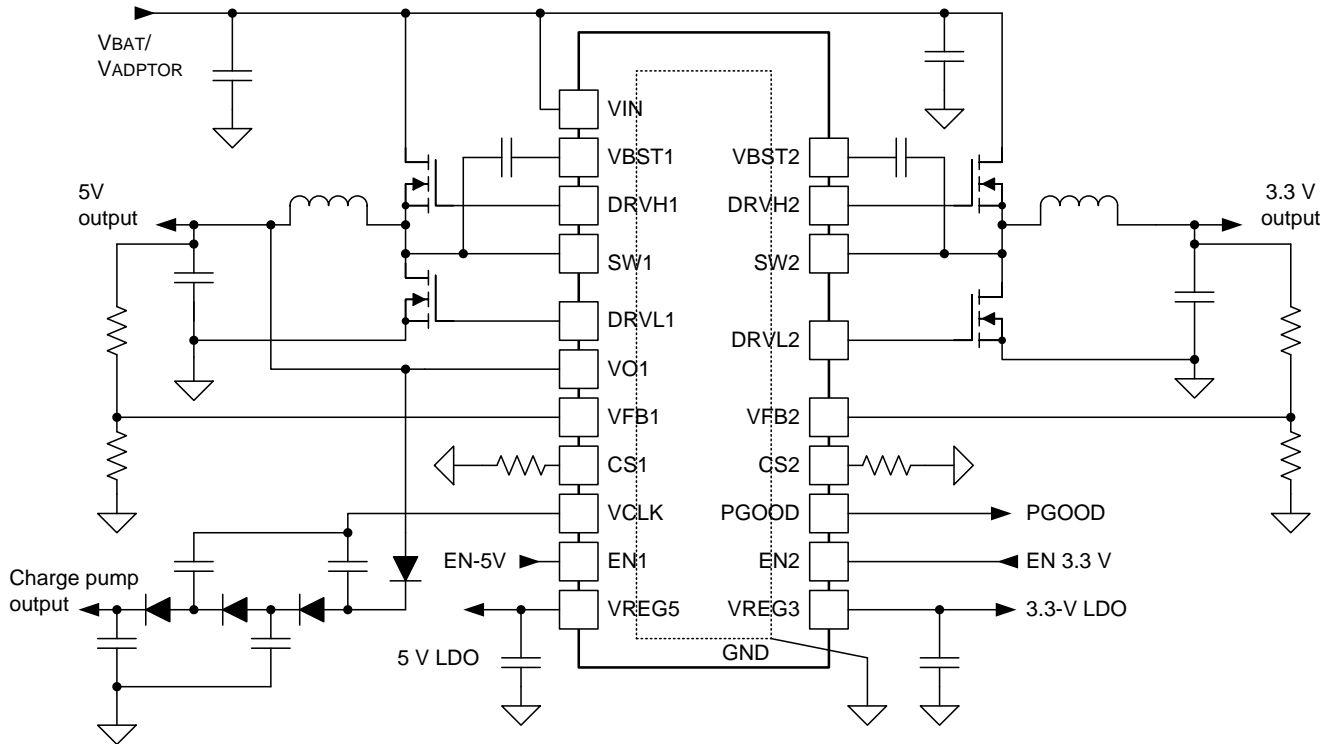 VBAT/
VADPTOR
VIN
VBST1
VBST2
5V
output
DRVH1
DRVH2
3.3 V
output
SW1
SW2
DRVL1
DRVL2
VO1
VFB1
VFB2
CS1
CS2
VCLK
PGOOD
PGOOD
EN-5V
EN1
EN2
EN 3.3 V
Charge pump
output
VREG5
VREG3
3.3-V LDO
5 V LDO
GND